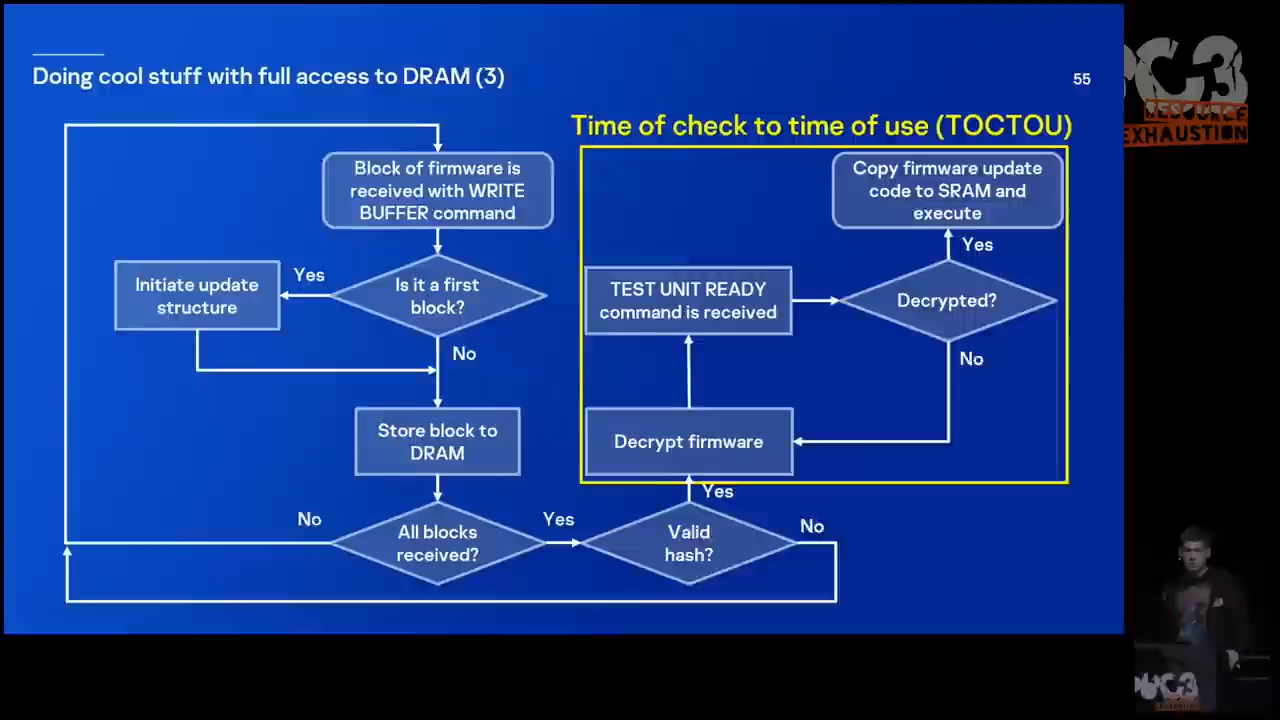 Doing cool stuff with full access to DRAM (3)
55
Time of check to time of use (TOCTOU)
Block of firmware is
received with WRITE
BUFFER command
Copy firmware update
code to SRAM and
execute
Yes
Initiate update
structure
Yes
Is it a first
block?
TEST UNIT READY
command is received
Decrypted?
No
No
Store block to
DRAM
Decrypt firmware
Yes
No
All blocks
received?
Yes
Valid
hash?
No
RESOURCE
EXHAUSTION